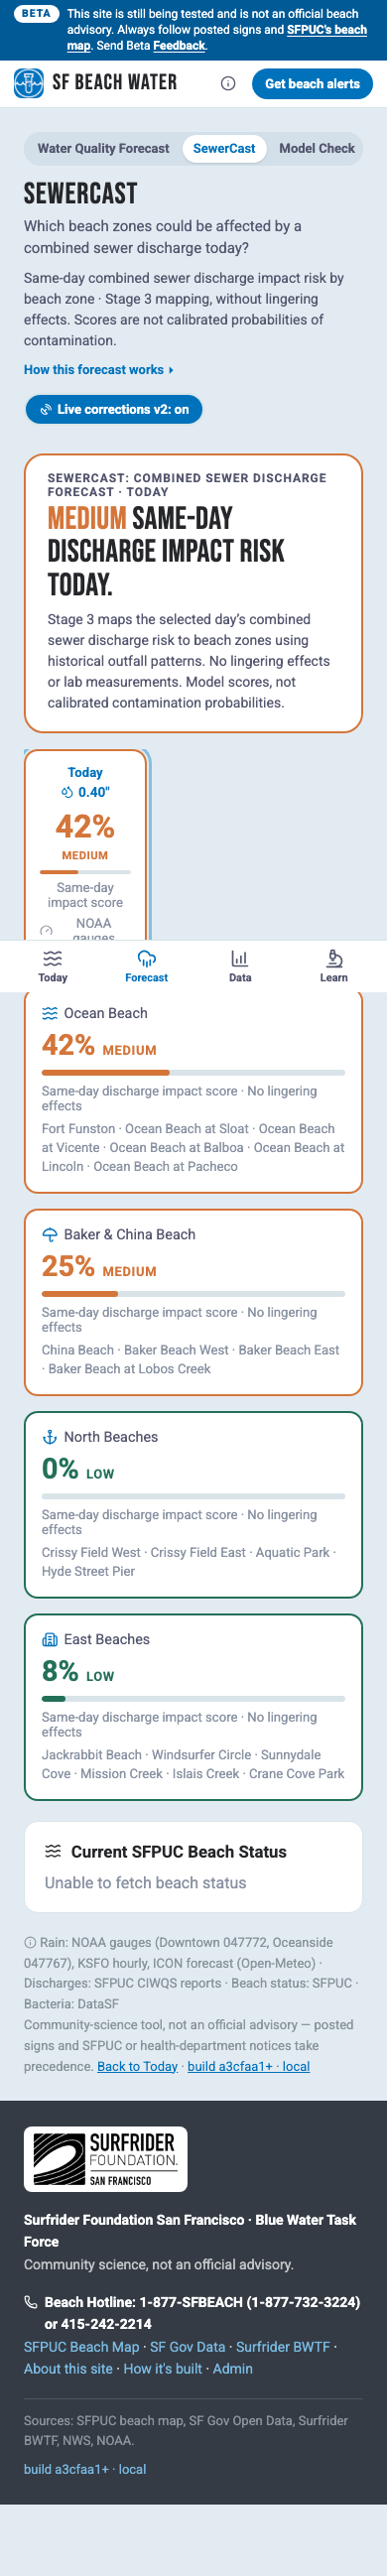 BETA
This site is still being tested and is not an official beach
advisory. Always follow posted signs and SFPUC's beach
map. Send Beta Feedback.
SF BEACH WATER
Get beach alerts
Water Quality Forecast
SewerCast
Model Check
SEWERCAST
Which beach zones could be affected by a
combined sewer discharge today?
Same-day combined sewer discharge impact risk by
beach zone · Stage 3 mapping, without lingering
effects. Scores are not calibrated probabilities of
contamination.
How this forecast works
Live corrections v2: on
SEWERCAST: COMBINED SEWER DISCHARGE
FORECAST · TODAY
MEDIUM SAME-DAY
DISCHARGE IMPACT RISK
TODAY.
Stage 3 maps the selected day's combined
sewer discharge risk to beach zones using
historical outfall patterns. No lingering effects
or lab measurements. Model scores, not
calibrated contamination probabilities.
Today
0.40"
42%
MEDIUM
Same-day
impact score
NOAA
gauges
Today
Forecast
Data
Learn
Ocean Beach
42% MEDIUM
Same-day discharge impact score · No lingering
effects
Fort Funston · Ocean Beach at Sloat · Ocean Beach
at Vicente · Ocean Beach at Balboa · Ocean Beach at
Lincoln · Ocean Beach at Pacheco
Baker & China Beach
25% MEDIUM
Same-day discharge impact score · No lingering
effects
China Beach · Baker Beach West · Baker Beach East
· Baker Beach at Lobos Creek
North Beaches
0% LOW
Same-day discharge impact score · No lingering
effects
Crissy Field West · Crissy Field East · Aquatic Park ·
Hyde Street Pier
East Beaches
8% LOW
Same-day discharge impact score · No lingering
effects
Jackrabbit Beach · Windsurfer Circle · Sunnydale
Cove · Mission Creek · Islais Creek · Crane Cove Park
Current SFPUC Beach Status
Unable to fetch beach status
Rain: NOAA gauges (Downtown 047772, Oceanside
047767), KSFO hourly, ICON forecast (Open-Meteo) ·
Discharges: SFPUC CIWQS reports · Beach status: SFPUC ·
Bacteria: DataSF
Community-science tool, not an official advisory — posted
signs and SFPUC or health-department notices take
precedence. Back to Today · build a3cfaa1+ · local
SURFRIDER
FOUNDATION
SAN FRANCISCO
Surfrider Foundation San Francisco · Blue Water Task
Force
Community science, not an official advisory.
Beach Hotline: 1-877-SFBEACH (1-877-732-3224)
or 415-242-2214
SFPUC Beach Map · SF Gov Data · Surfrider BWTF ·
About this site · How it's built · Admin
Sources: SFPUC beach map, SF Gov Open Data, Surfrider
BWTF, NWS, NOAA.
build a3cfaa1+ · local